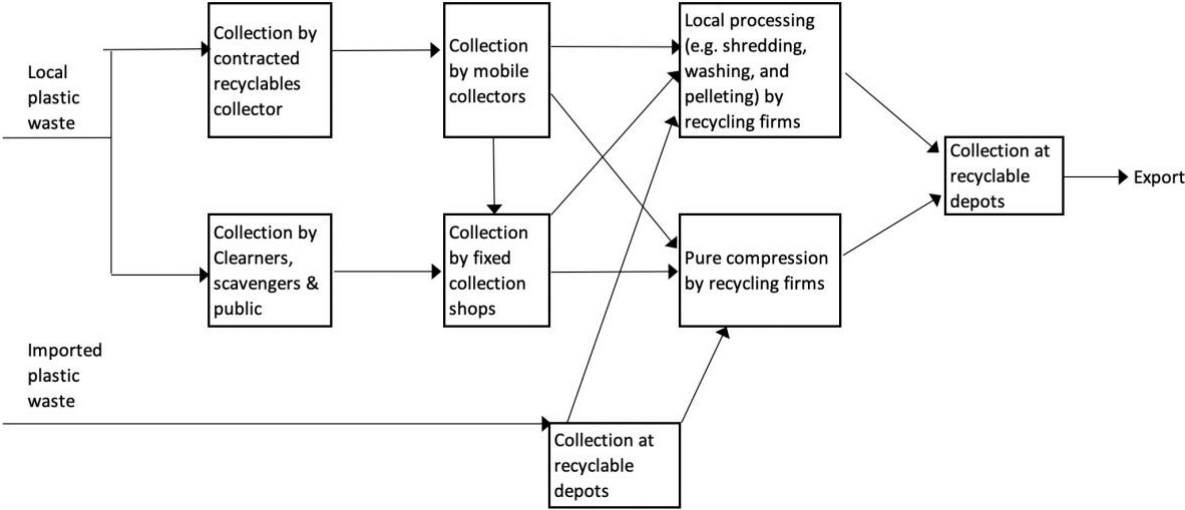 Local
plastic
waste
Collection by
contracted
recyclables
collector
Collection
by mobile
collectors
Local processing
(e.g. shredding,
washing, and
pelleting) by
recycling firms
Collection at
recyclable
depots
Export
Collection by
Clearners,
scavengers &
public
Collection
by fixed
collection
shops
Pure compression
by recycling firms
Imported
plastic
waste
Collection at
recyclable
depots